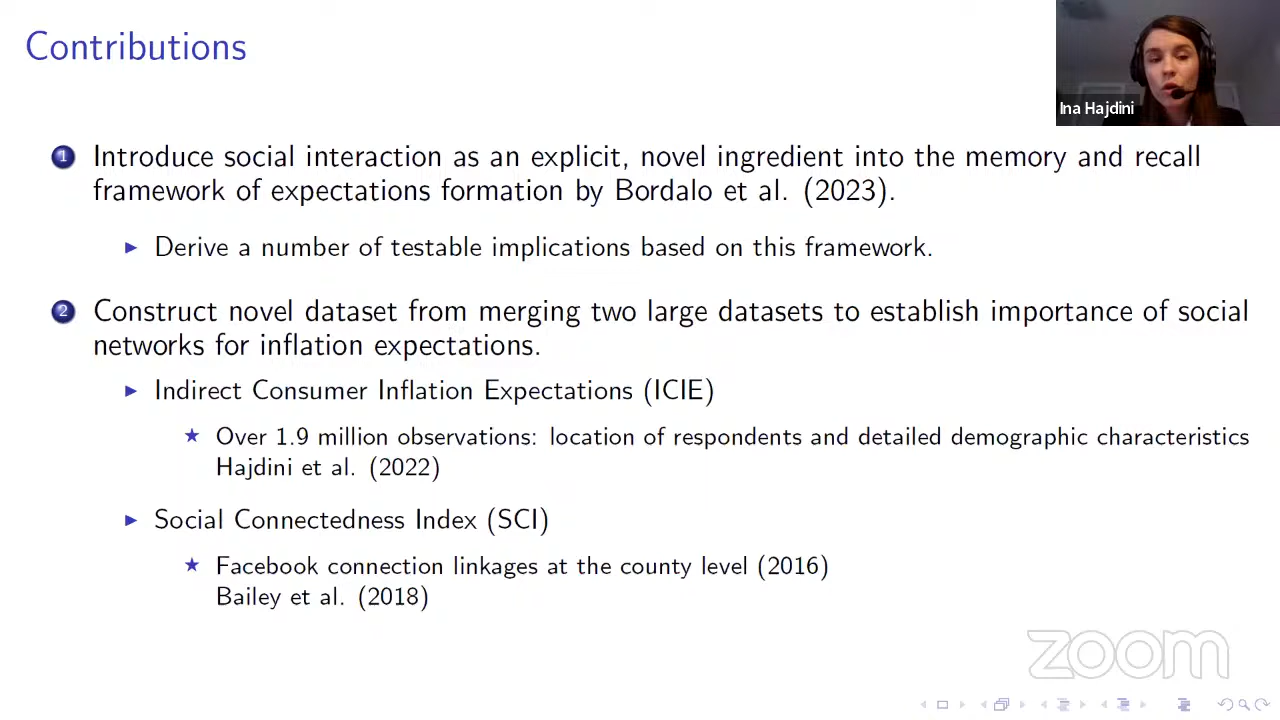 Contributions
Ina Hajdini
1 Introduce social interaction as an explicit, novel ingredient into the memory and recall
framework of expectations formation by Bordalo et al. (2023).
Derive a number of testable implications based on this framework.
2 Construct novel dataset from merging two large datasets to establish importance of social
networks for inflation expectations.
Indirect Consumer Inflation Expectations (ICIE)
Over 1.9 million observations: location of respondents and detailed demographic characteristics
Hajdini et al. (2022)
Social Connectedness Index (SCI)
Facebook connection linkages at the county level (2016)
Bailey et al. (2018)
zoom